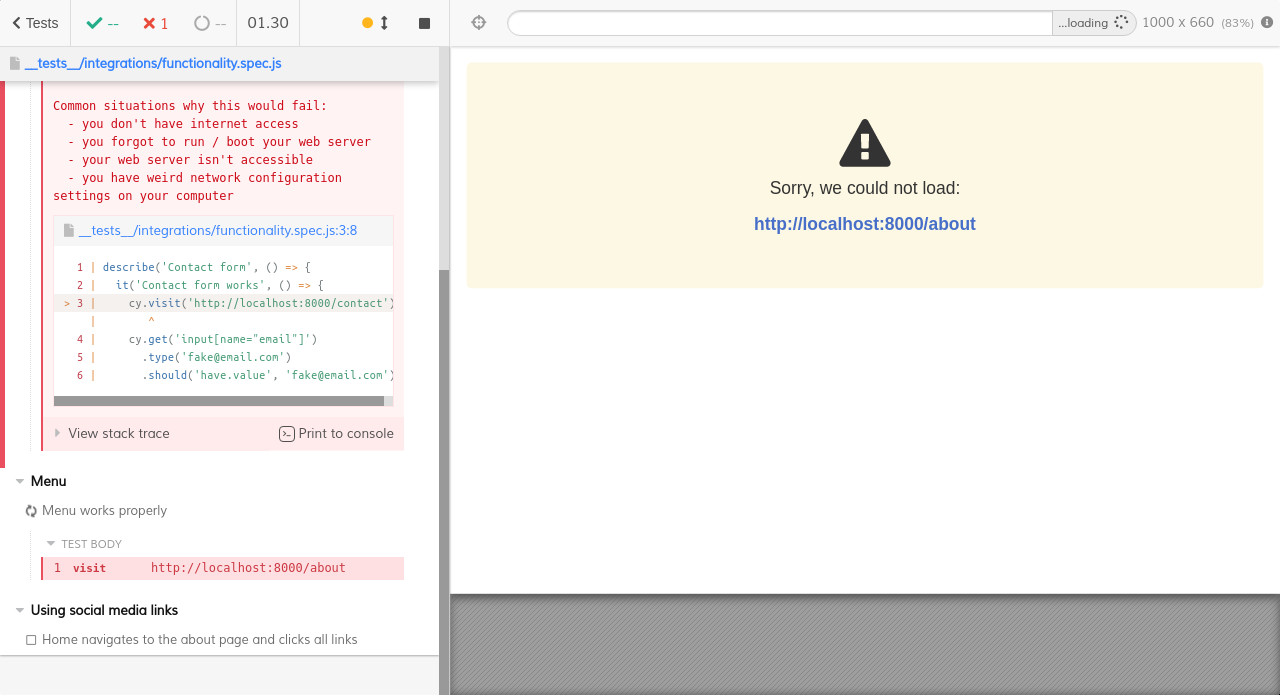 Tests
--
1
--
01.30
...loading
1000 x 660 (83%)
__tests__/integrations/functionality.spec.js
Common situations why this would fail:
- you don't have internet access
- you forgot to run / boot your web server
- your web server isn't accessible
- you have weird network configuration
settings on your computer
__tests__/integrations/functionality.spec.js:3:8
1 | describe('Contact form', () => {
2 |   it('Contact form works', () => {
> 3 |     cy.visit('http://localhost:8000/contact')
|        ^
4 |     cy.get('input[name="email"]')
5 |       .type('fake@email.com')
6 |       .should('have.value', 'fake@email.com')
View stack trace
Print to console
Menu
Menu works properly
TEST BODY
1 visit http://localhost:8000/about
Using social media links
Home navigates to the about page and clicks all links
Sorry, we could not load:
http://localhost:8000/about